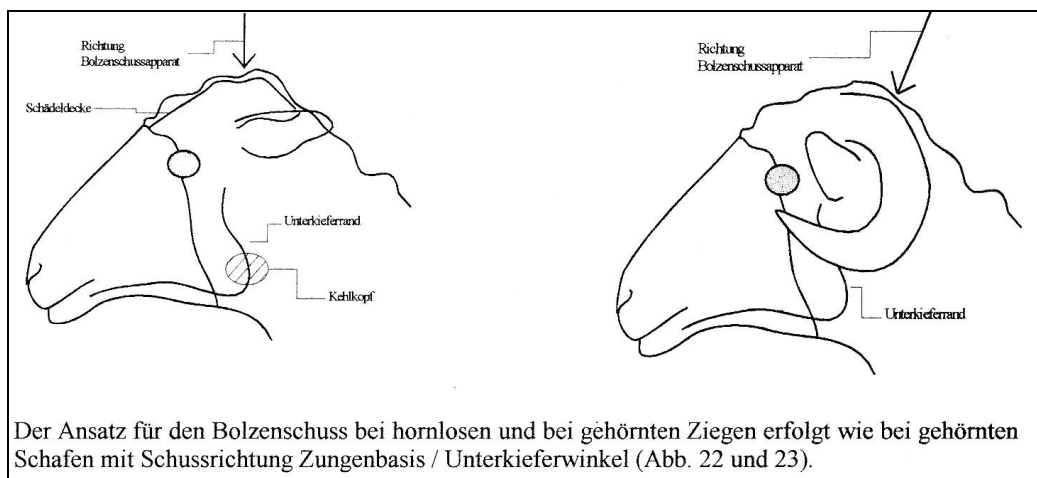 Richtung
Bolzenschussapparat
Schädeldecke
Unterkieferrand
Kehlkopf
Richtung
Bolzenschussapparat
Unterkieferrand
Der Ansatz für den Bolzenschuss bei hornlosen und bei gehörnten Ziegen erfolgt wie bei gehörnten
Schafen mit Schussrichtung Zungenbasis / Unterkieferwinkel (Abb. 22 und 23).